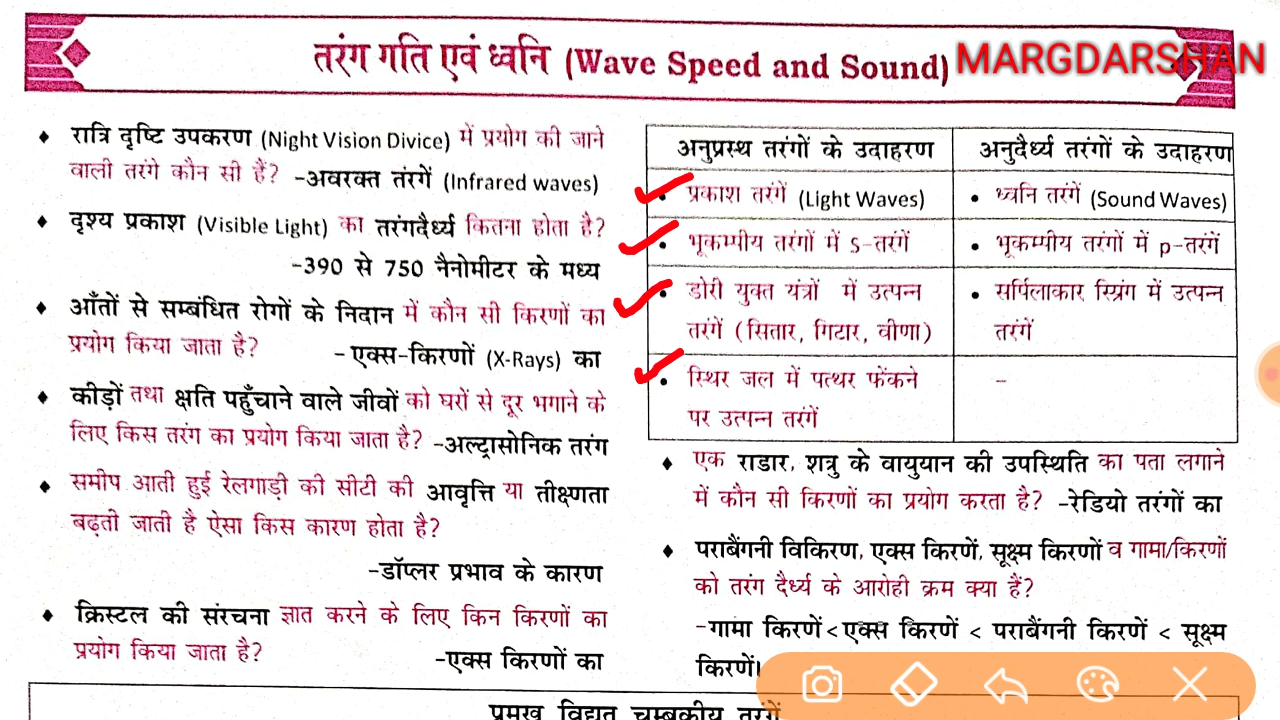 तरंग गति एवं ध्वनि (Wave Speed and Sound)
MARGDARSHAN
♦ रात्रि दृष्टि उपकरण (Night Vision Divice) में प्रयोग की जाने
वाली तरंगे कौन सी हैं? -अवरक्त तंरगें (Infrared waves)
♦ दृश्य प्रकाश (Visible Light) का तरंगदैर्ध्य कितना होता है?
-390 से 750 नैनोमीटर के मध्य
♦ आँतों से सम्बंधित रोगों के निदान में कौन सी किरणों का
प्रयोग किया जाता है? -एक्स-किरणों (X-Rays) का
♦ कीड़ों तथा क्षति पहुँचाने वाले जीवों को घरों से दूर भगाने के
लिए किस तरंग का प्रयोग किया जाता है? -अल्ट्रासोनिक तरंग
♦ समीप आती हुई रेलगाड़ी की सीटी की आवृत्ति या तीक्ष्णता
बढ़ती जाती है ऐसा किस कारण होता है?
-डॉप्लर प्रभाव के कारण
♦ क्रिस्टल की संरचना ज्ञात करने के लिए किन किरणों का
प्रयोग किया जाता है? -एक्स किरणों का
अनुप्रस्थ तरंगों के उदाहरण अनुदैर्ध्य तरंगों के उदाहरण
• प्रकाश तरंगें (Light Waves) • ध्वनि तरंगें (Sound Waves)
• भूकम्पीय तरंगों में S-तरंगें • भूकम्पीय तरंगों में p-तरंगें
• डोरी युक्त यंत्रों में उत्पन्न • सर्पिलाकार स्प्रिंग में उत्पन्न
तरंगें (सितार, गिटार, वीणा) तरंगें
• स्थिर जल में पत्थर फेंकने -
पर उत्पन्न तरंगें
♦ एक राडार, शत्रु के वायुयान की उपस्थिति का पता लगाने
में कौन सी किरणों का प्रयोग करता है? -रेडियो तरंगों का
♦ पराबैंगनी विकिरण, एक्स किरणें, सूक्ष्म किरणों व गामा/किरणों
को तरंग दैर्ध्य के आरोही क्रम क्या हैं?
-गामा किरणें < एक्स किरणें < पराबैंगनी किरणें < सूक्ष्म
किरणें।
प्रमुख विद्युत चुम्बकीय तरंगें